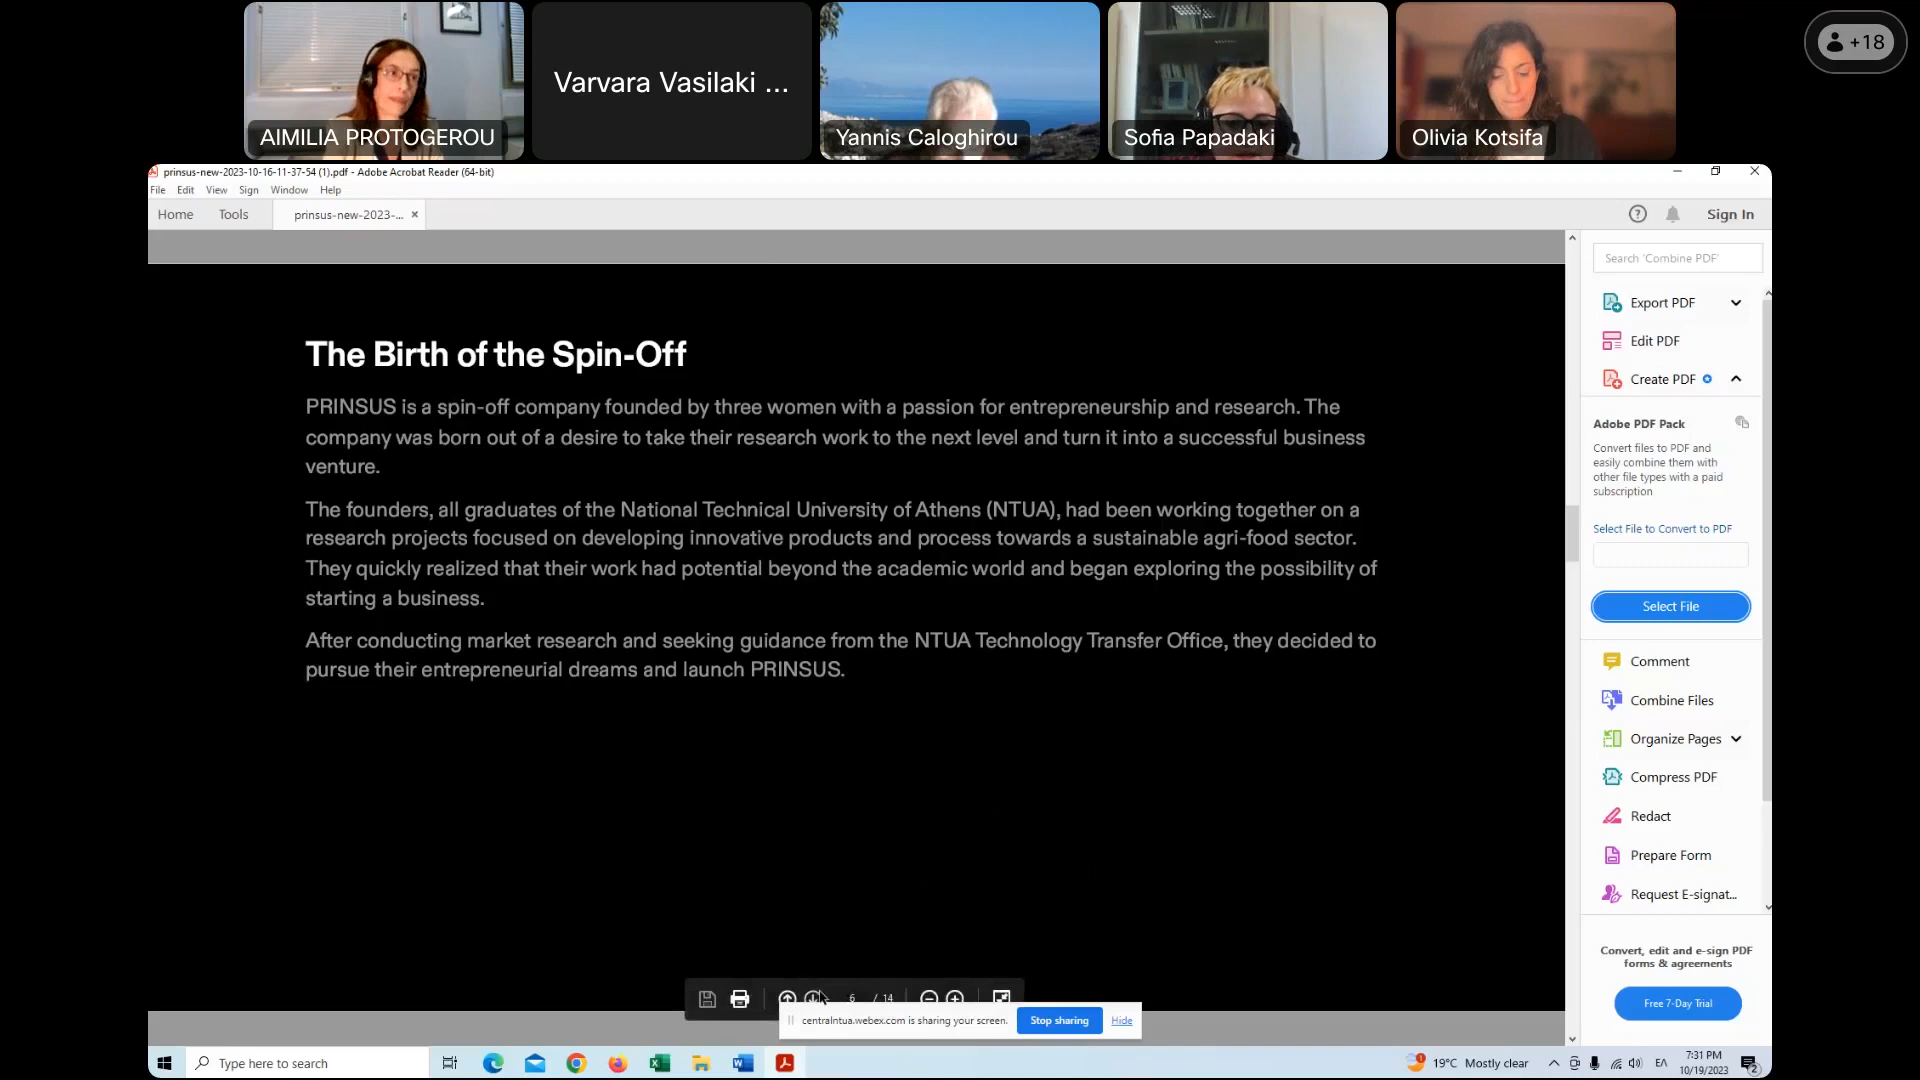 AIMILIA PROTOGEROU
Varvara Vasilaki ...
Yannis Caloghirou
Sofia Papadaki
Olivia Kotsifa
+18
prinsus-new-2023-10-16-11-37-54 (1).pdf - Adobe Acrobat Reader (64-bit)
File Edit View Sign Window Help
Home Tools prinsus-new-2023-... ×
Sign In
Search 'Combine PDF'
Export PDF
Edit PDF
Create PDF
Adobe PDF Pack
Convert files to PDF and
easily combine them with
other file types with a paid
subscription
Select File to Convert to PDF
Select File
Comment
Combine Files
Organize Pages
Compress PDF
Redact
Prepare Form
Request E-signat...
Convert, edit and e-sign PDF
forms & agreements
Free 7-Day Trial
The Birth of the Spin-Off
PRINSUS is a spin-off company founded by three women with a passion for entrepreneurship and research. The
company was born out of a desire to take their research work to the next level and turn it into a successful business
venture.
The founders, all graduates of the National Technical University of Athens (NTUA), had been working together on a
research projects focused on developing innovative products and process towards a sustainable agri-food sector.
They quickly realized that their work had potential beyond the academic world and began exploring the possibility of
starting a business.
After conducting market research and seeking guidance from the NTUA Technology Transfer Office, they decided to
pursue their entrepreneurial dreams and launch PRINSUS.
6 / 14
centralntua.webex.com is sharing your screen. Stop sharing Hide
Type here to search
19°C Mostly clear
ΕΛ
7:31 PM
10/19/2023
2